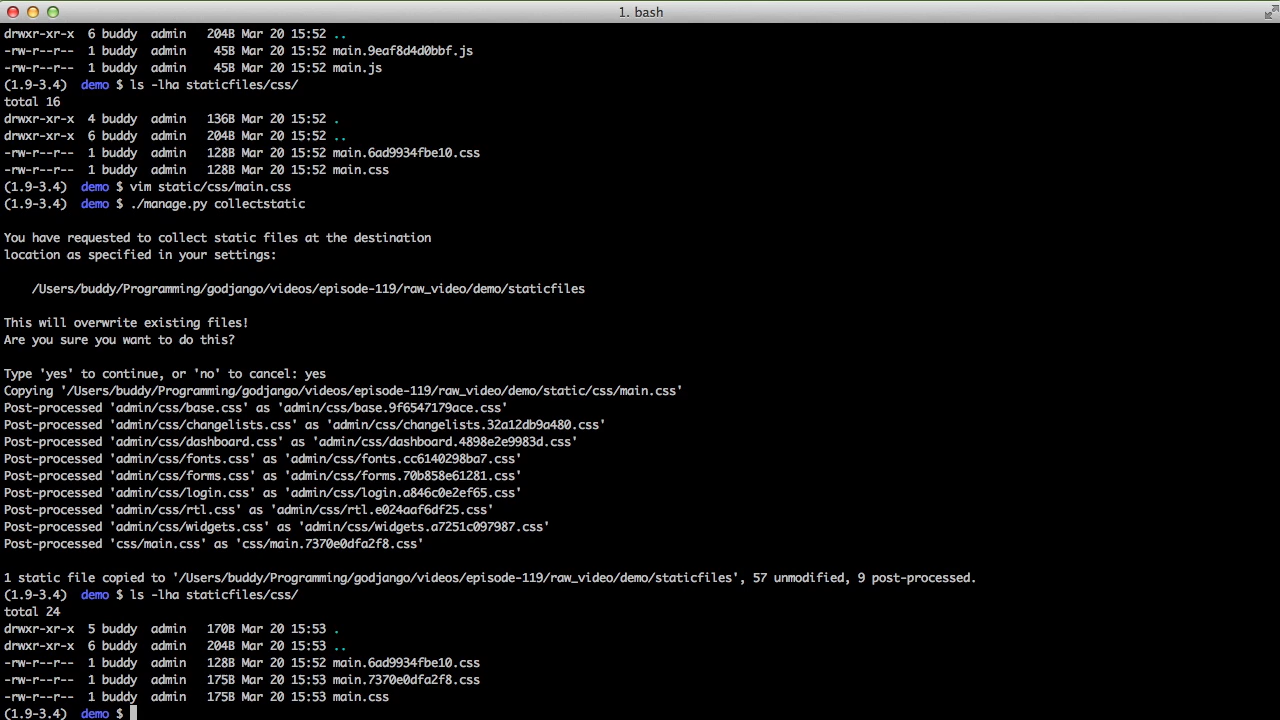 1. bash
drwxr-xr-x  6 buddy  admin   204B Mar 20 15:52 ..
-rw-r--r--  1 buddy  admin    45B Mar 20 15:52 main.9eaf8d4d0bbf.js
-rw-r--r--  1 buddy  admin    45B Mar 20 15:52 main.js
(1.9-3.4)  demo $ ls -lha staticfiles/css/
total 16
drwxr-xr-x  4 buddy  admin   136B Mar 20 15:52 .
drwxr-xr-x  6 buddy  admin   204B Mar 20 15:52 ..
-rw-r--r--  1 buddy  admin   128B Mar 20 15:52 main.6ad9934fbe10.css
-rw-r--r--  1 buddy  admin   128B Mar 20 15:52 main.css
(1.9-3.4)  demo $ vim static/css/main.css
(1.9-3.4)  demo $ ./manage.py collectstatic
You have requested to collect static files at the destination
location as specified in your settings:
/Users/buddy/Programming/godjango/videos/episode-119/raw_video/demo/staticfiles
This will overwrite existing files!
Are you sure you want to do this?
Type 'yes' to continue, or 'no' to cancel: yes
Copying '/Users/buddy/Programming/godjango/videos/episode-119/raw_video/demo/static/css/main.css'
Post-processed 'admin/css/base.css' as 'admin/css/base.9f6547179ace.css'
Post-processed 'admin/css/changelists.css' as 'admin/css/changelists.32a12db9a480.css'
Post-processed 'admin/css/dashboard.css' as 'admin/css/dashboard.4898e2e9983d.css'
Post-processed 'admin/css/fonts.css' as 'admin/css/fonts.cc6140298ba7.css'
Post-processed 'admin/css/forms.css' as 'admin/css/forms.70b858e61281.css'
Post-processed 'admin/css/login.css' as 'admin/css/login.a846c0e2ef65.css'
Post-processed 'admin/css/rtl.css' as 'admin/css/rtl.e024aaf6df25.css'
Post-processed 'admin/css/widgets.css' as 'admin/css/widgets.a7251c097987.css'
Post-processed 'css/main.css' as 'css/main.7370e0dfa2f8.css'
1 static file copied to '/Users/buddy/Programming/godjango/videos/episode-119/raw_video/demo/staticfiles', 57 unmodified, 9 post-processed.
(1.9-3.4)  demo $ ls -lha staticfiles/css/
total 24
drwxr-xr-x  5 buddy  admin   170B Mar 20 15:53 .
drwxr-xr-x  6 buddy  admin   204B Mar 20 15:53 ..
-rw-r--r--  1 buddy  admin   128B Mar 20 15:52 main.6ad9934fbe10.css
-rw-r--r--  1 buddy  admin   175B Mar 20 15:53 main.7370e0dfa2f8.css
-rw-r--r--  1 buddy  admin   175B Mar 20 15:53 main.css
(1.9-3.4)  demo $